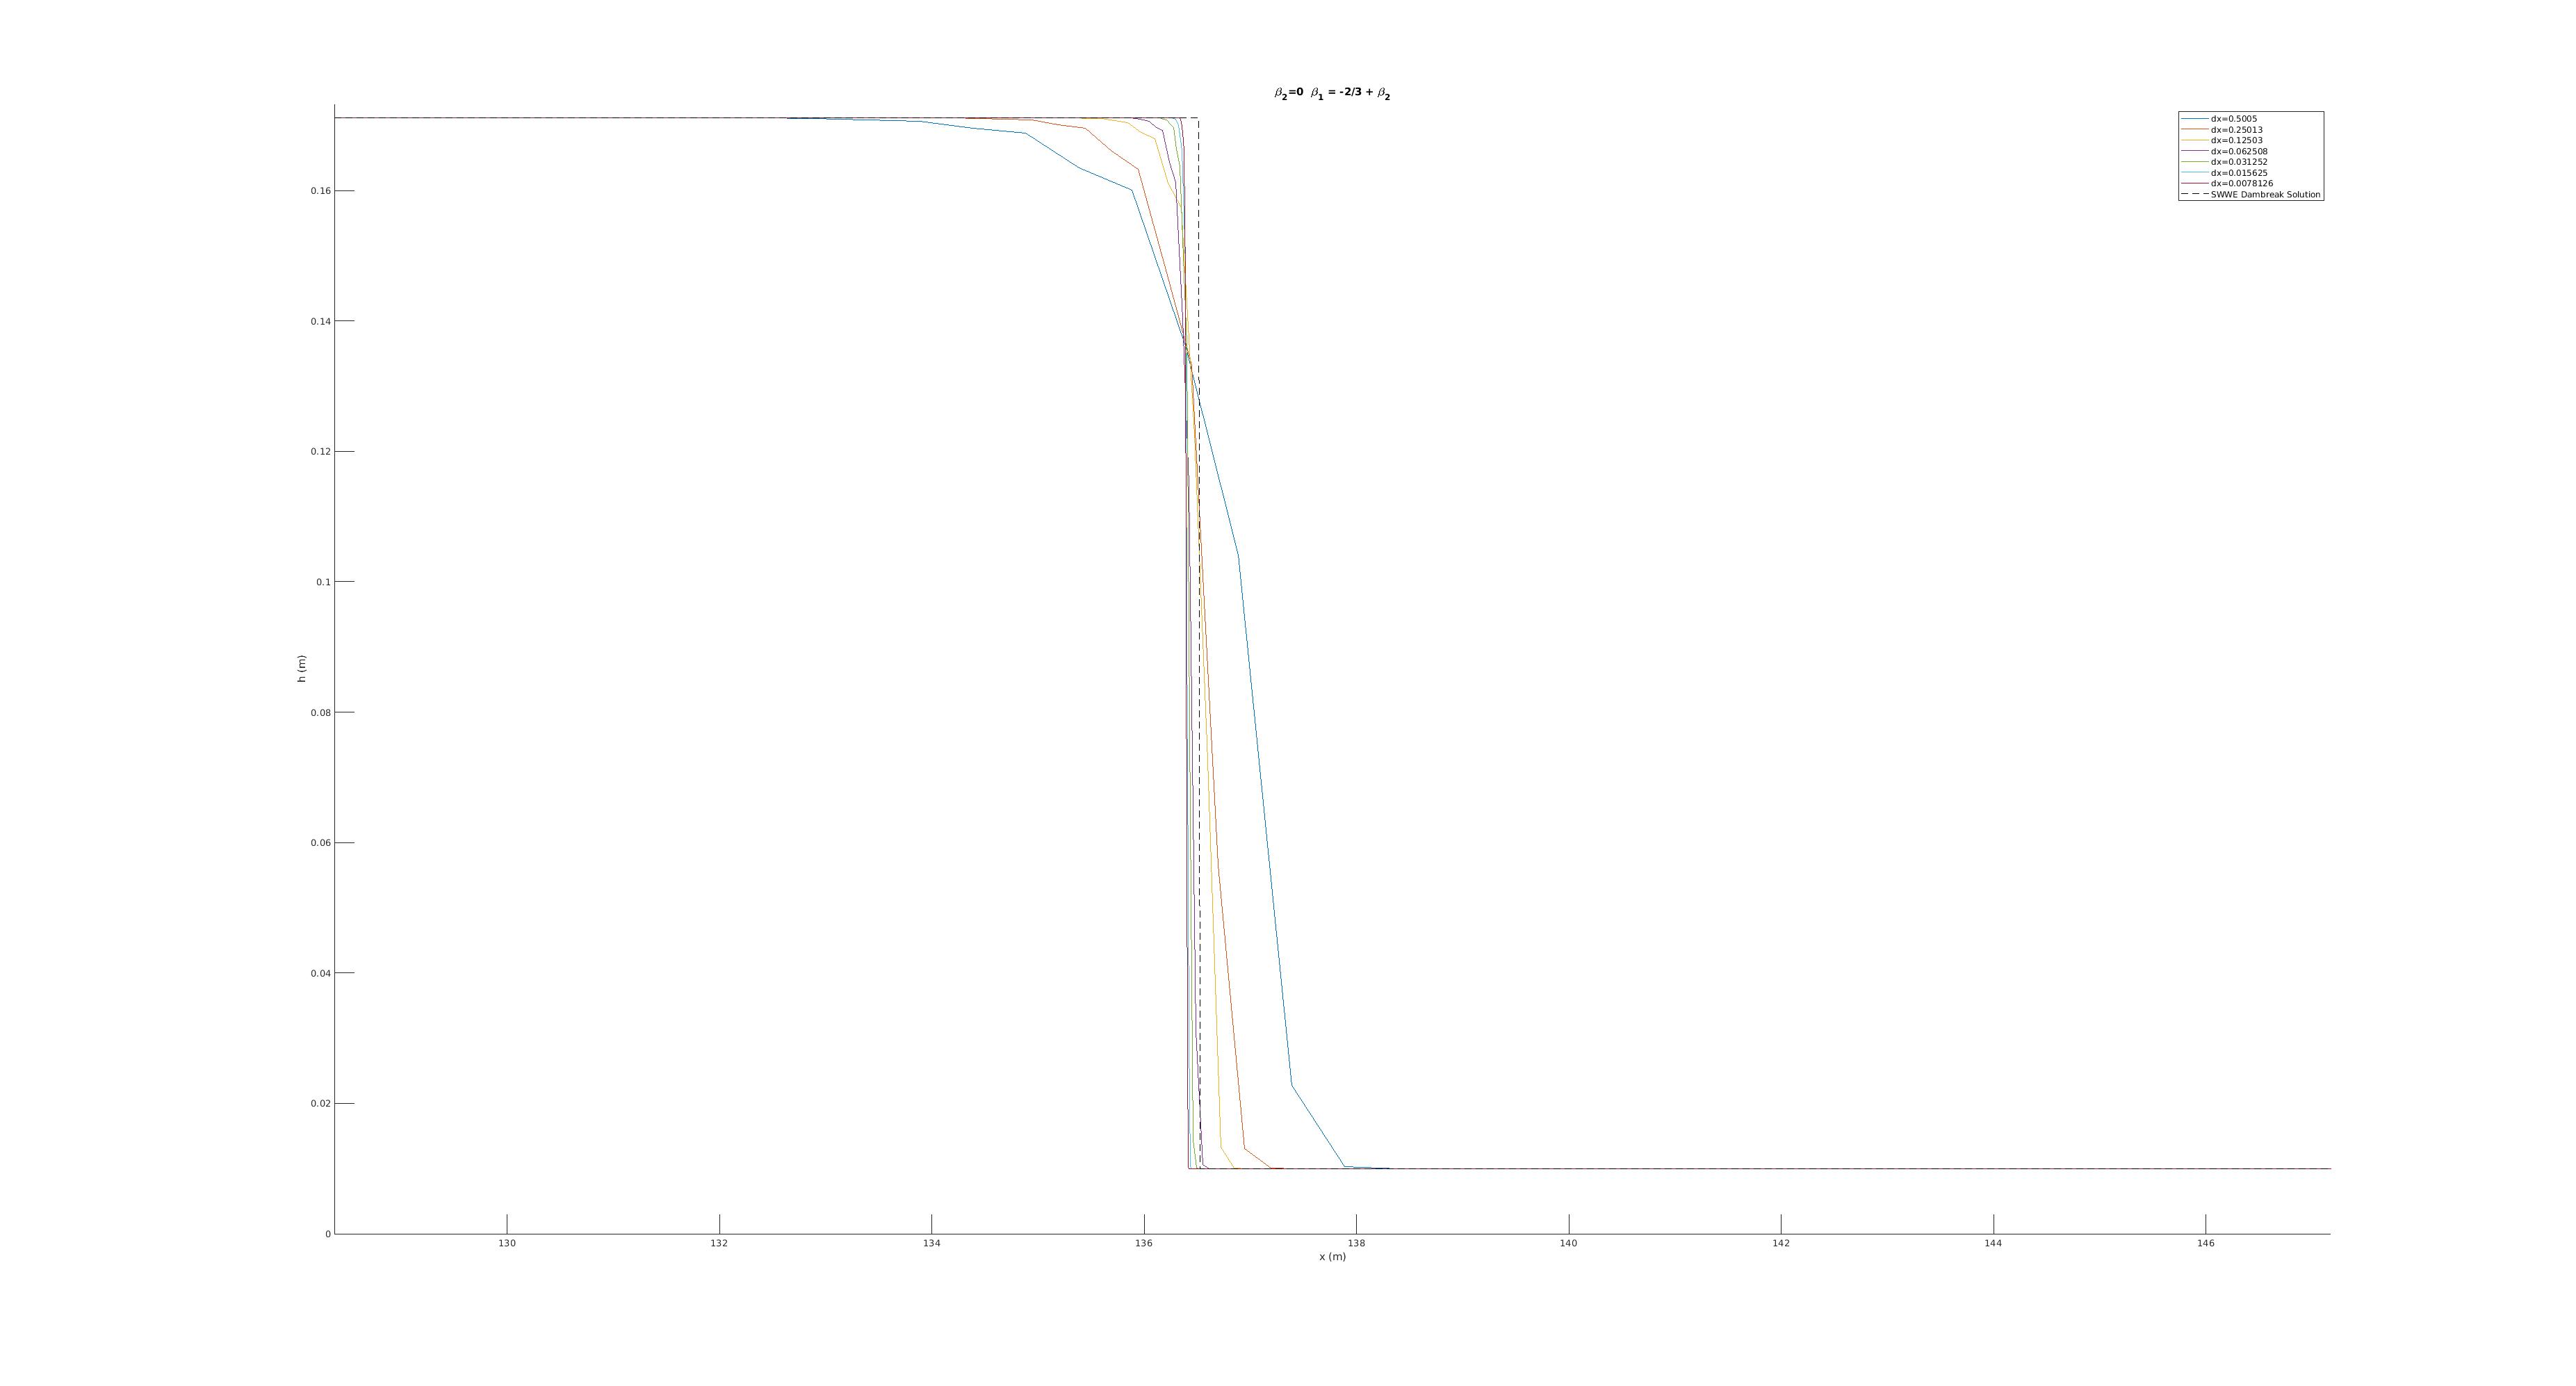 β2=0 β1 = -2/3 + β2
dx=0.5005
dx=0.25013
dx=0.12503
dx=0.062508
dx=0.031252
dx=0.015625
dx=0.0078126
SWWE Dambreak Solution
0.16
0.14
0.12
0.1
0.08
0.06
0.04
0.02
0
h (m)
130 132 134 136 138 140 142 144 146
x (m)